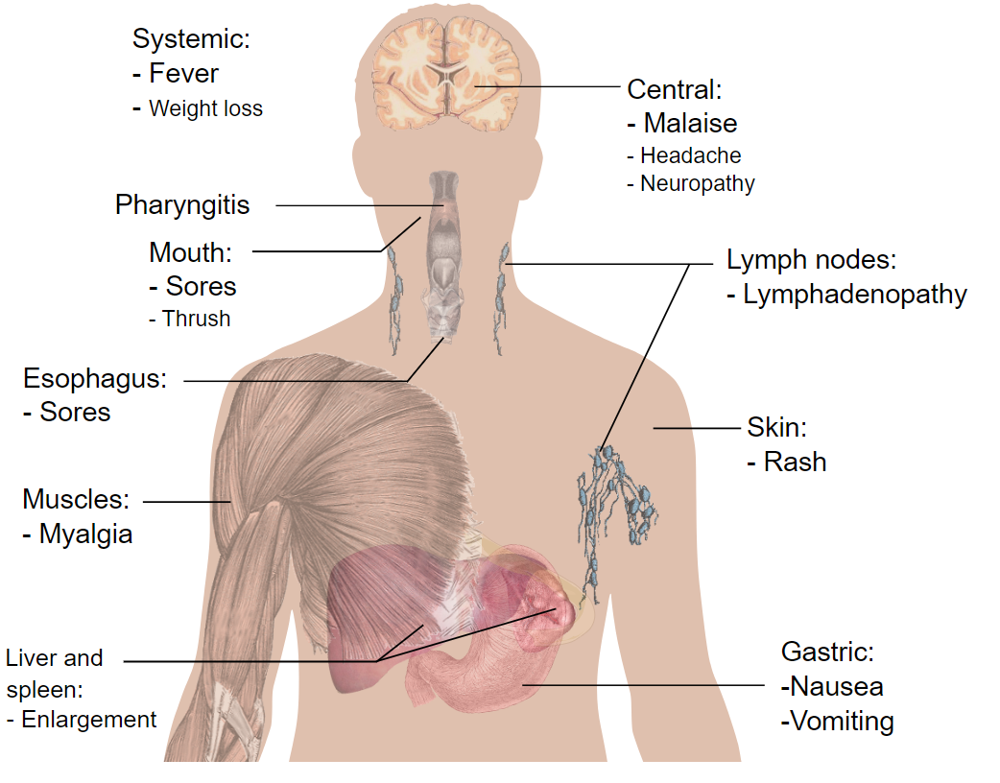 Systemic:
- Fever
- Weight loss
Central:
- Malaise
- Headache
- Neuropathy
Pharyngitis
Mouth:
- Sores
- Thrush
Lymph nodes:
- Lymphadenopathy
Esophagus:
- Sores
Skin:
- Rash
Muscles:
- Myalgia
Liver and
spleen:
- Enlargement
Gastric:
-Nausea
-Vomiting